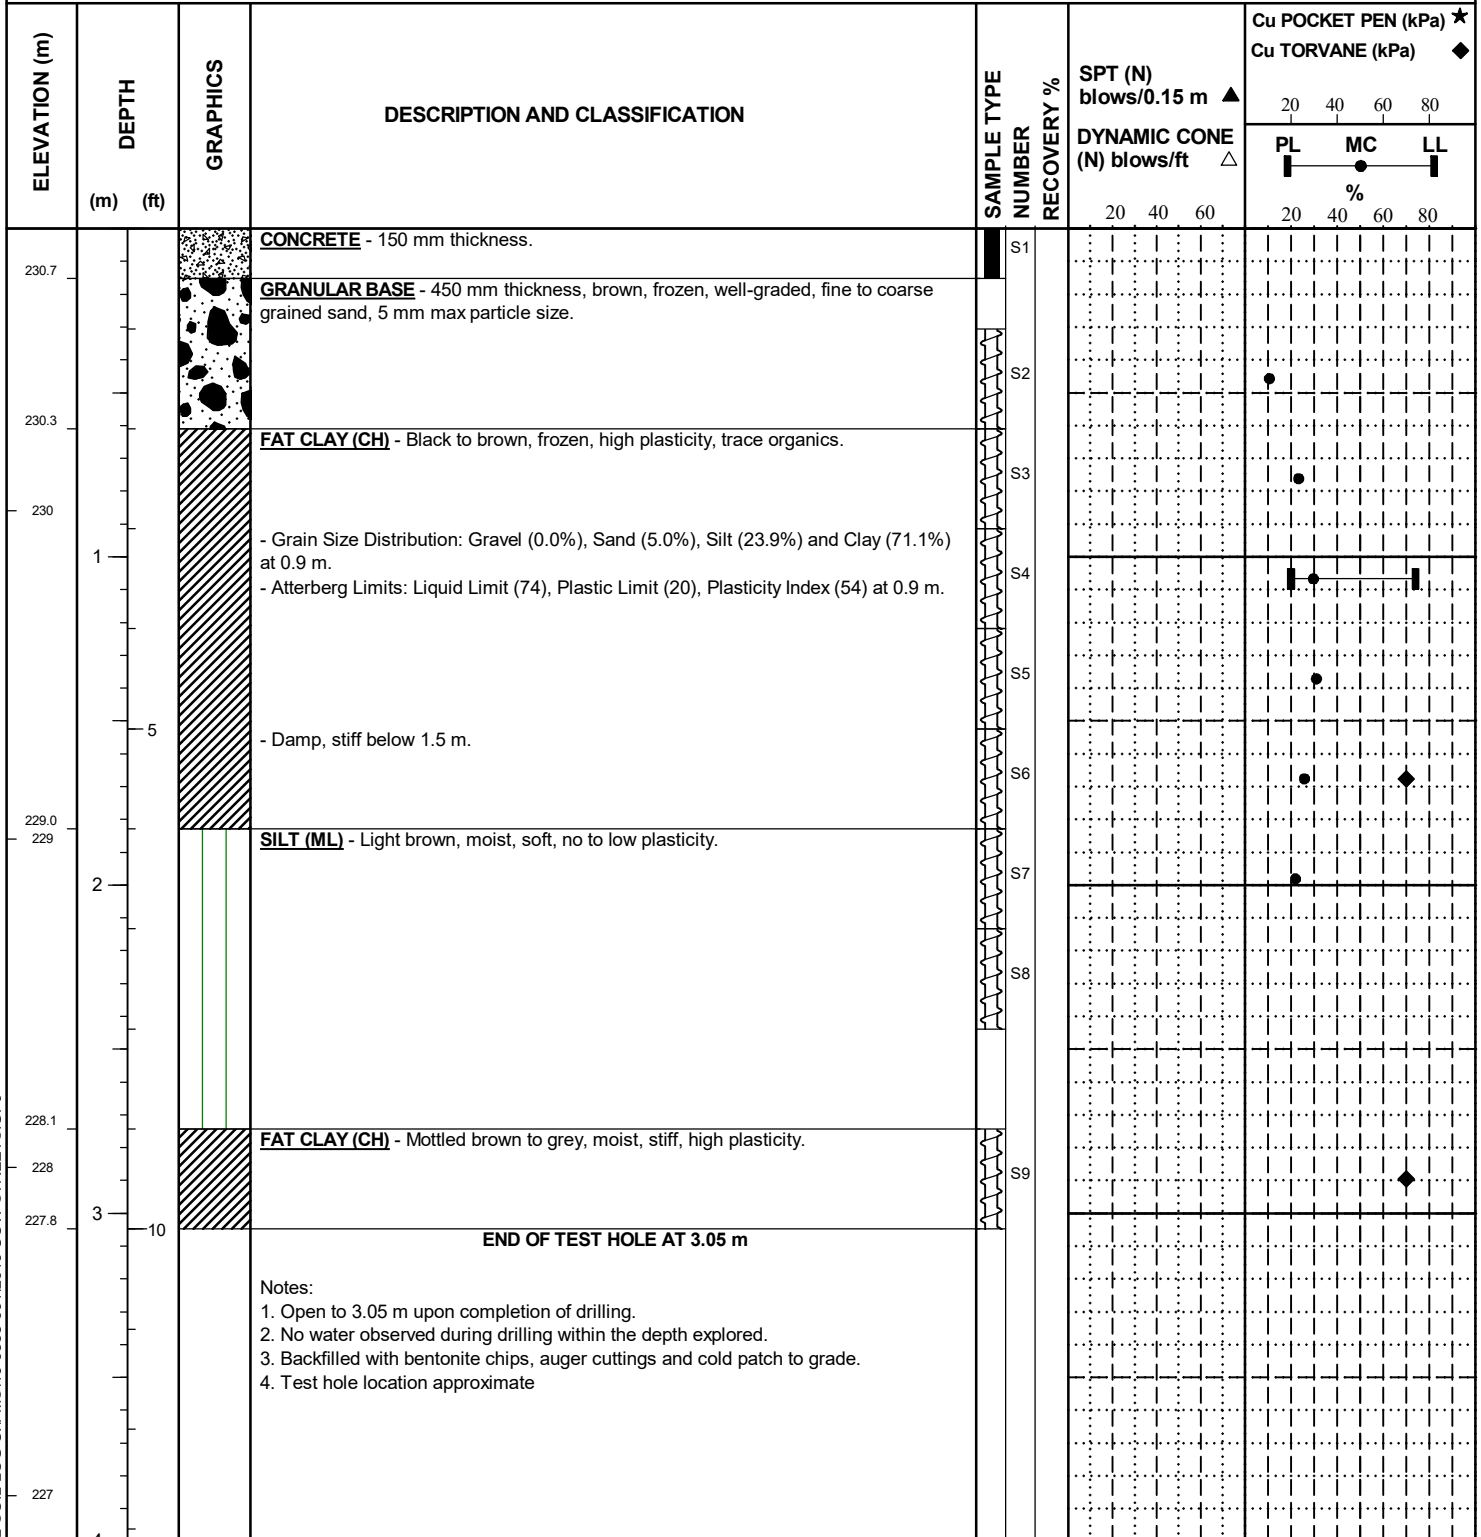 ELEVATION (m)
DEPTH
(m) (ft)
GRAPHICS
DESCRIPTION AND CLASSIFICATION
SAMPLE TYPE
NUMBER
RECOVERY %
SPT (N)
blows/0.15 m ▲
DYNAMIC CONE
(N) blows/ft △
20 40 60
Cu POCKET PEN (kPa) ★
Cu TORVANE (kPa) ◆
20 40 60 80
PL MC LL
%
20 40 60 80
CONCRETE - 150 mm thickness.
S1
230.7
GRANULAR BASE - 450 mm thickness, brown, frozen, well-graded, fine to coarse
grained sand, 5 mm max particle size.
S2
230.3
FAT CLAY (CH) - Black to brown, frozen, high plasticity, trace organics.
S3
230
- Grain Size Distribution: Gravel (0.0%), Sand (5.0%), Silt (23.9%) and Clay (71.1%)
1
at 0.9 m.
S4
- Atterberg Limits: Liquid Limit (74), Plastic Limit (20), Plasticity Index (54) at 0.9 m.
S5
5
- Damp, stiff below 1.5 m.
S6
229.0
229
SILT (ML) - Light brown, moist, soft, no to low plasticity.
S7
2
S8
228.1
FAT CLAY (CH) - Mottled brown to grey, moist, stiff, high plasticity.
228
S9
3
227.8
10
END OF TEST HOLE AT 3.05 m
Notes:
1. Open to 3.05 m upon completion of drilling.
2. No water observed during drilling within the depth explored.
3. Backfilled with bentonite chips, auger cuttings and cold patch to grade.
4. Test hole location approximate
227